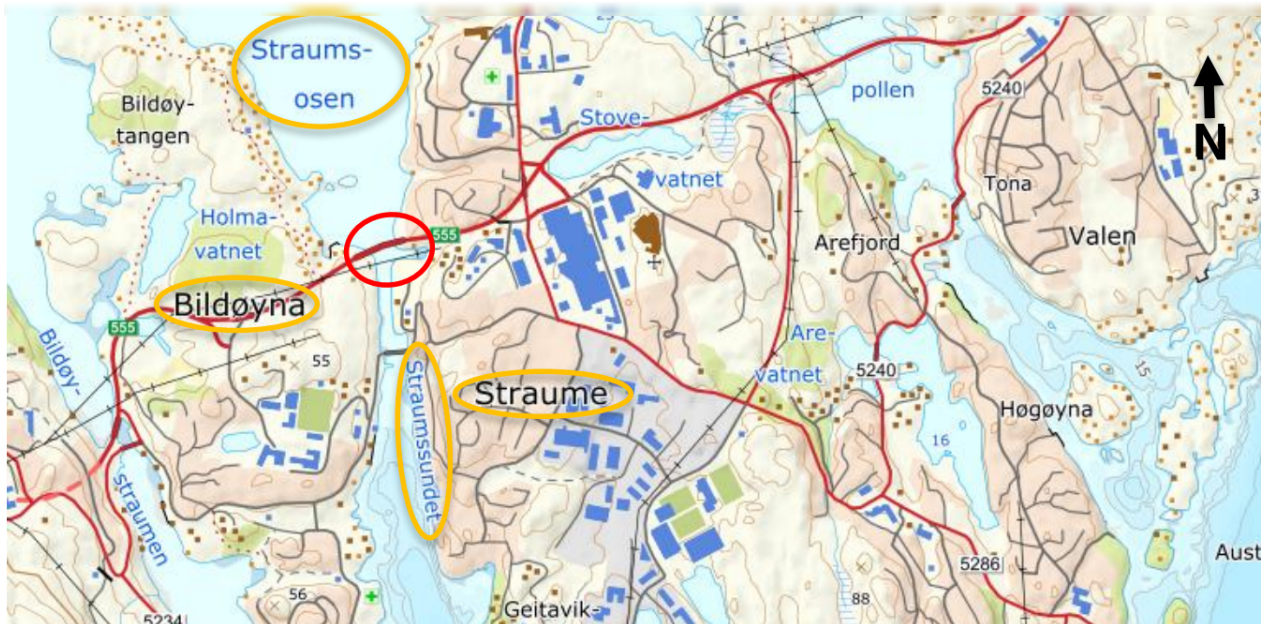 Straums-
osen
Bildøy-
tangen
pollen
5240
N
Stove-
vatnet
Tona
Holma-
vatnet
555
Arefjord
Valen
Bildøyna
555
Bildøy-
straumen
55
Straumssundet
Straume
Are-
vatnet
5240
15
Høgøyna
16
Aust
5286
56
88
Geitavik-
5234